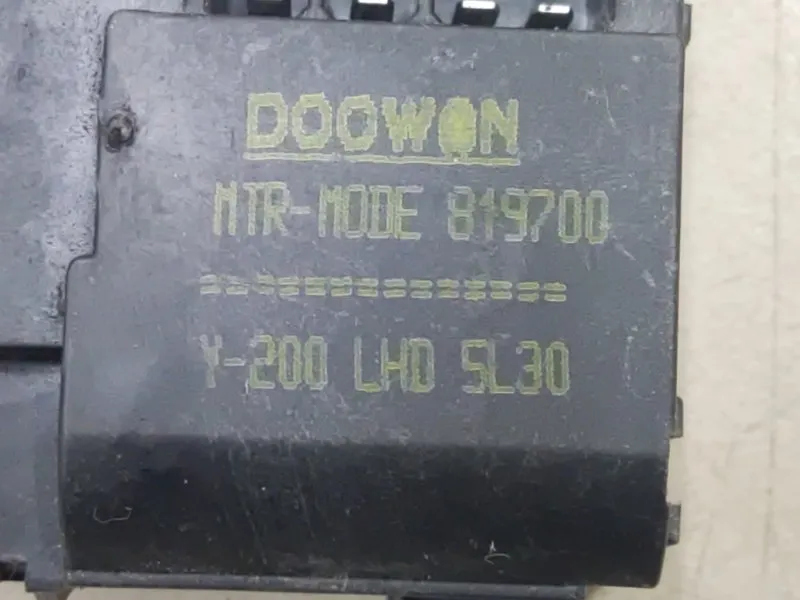 DOOWON
MTR-MODE 819700
==============
Y-200 LHD SL30